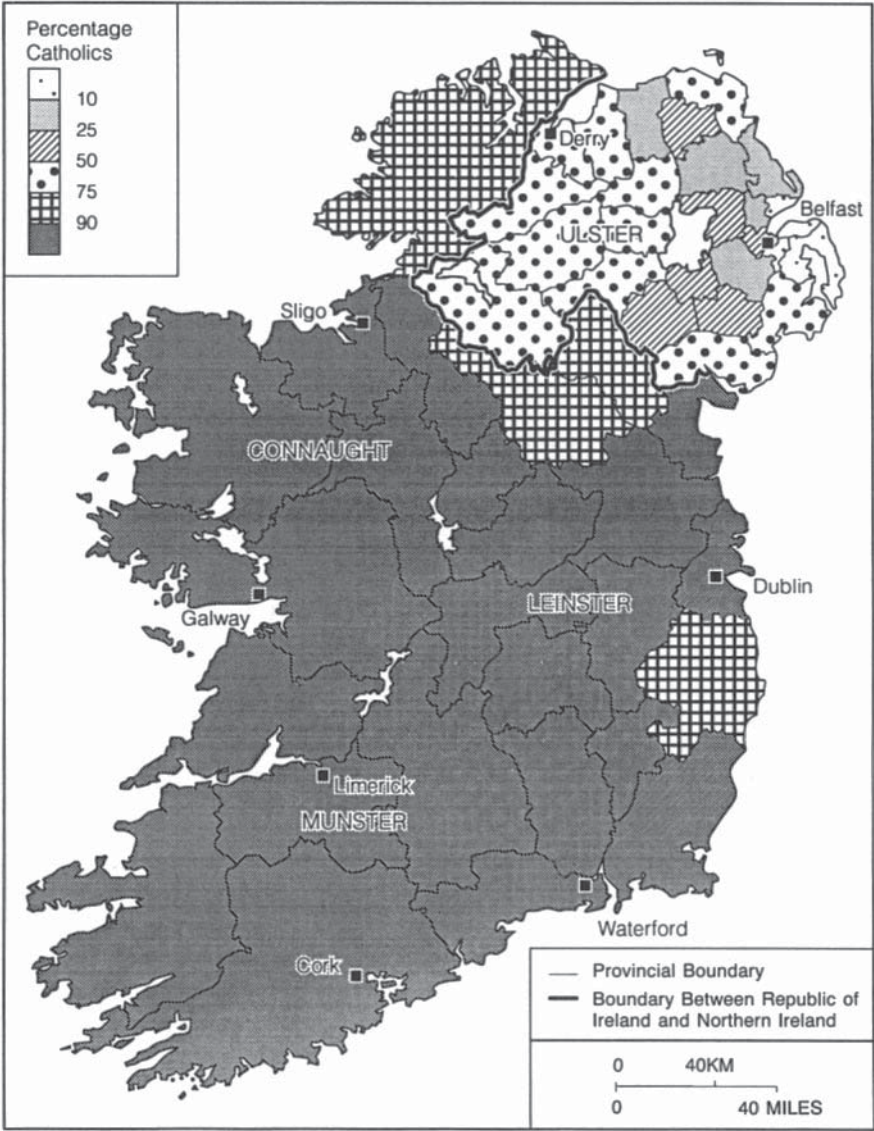 Percentage
Catholics
10
25
50
75
90
Derry
Belfast
ULSTER
Sligo
CONNAUGHT
Dublin
LEINSTER
Galway
Limerick
MUNSTER
Waterford
Cork
Provincial Boundary
Boundary Between Republic of
Ireland and Northern Ireland
0 40KM
0 40 MILES